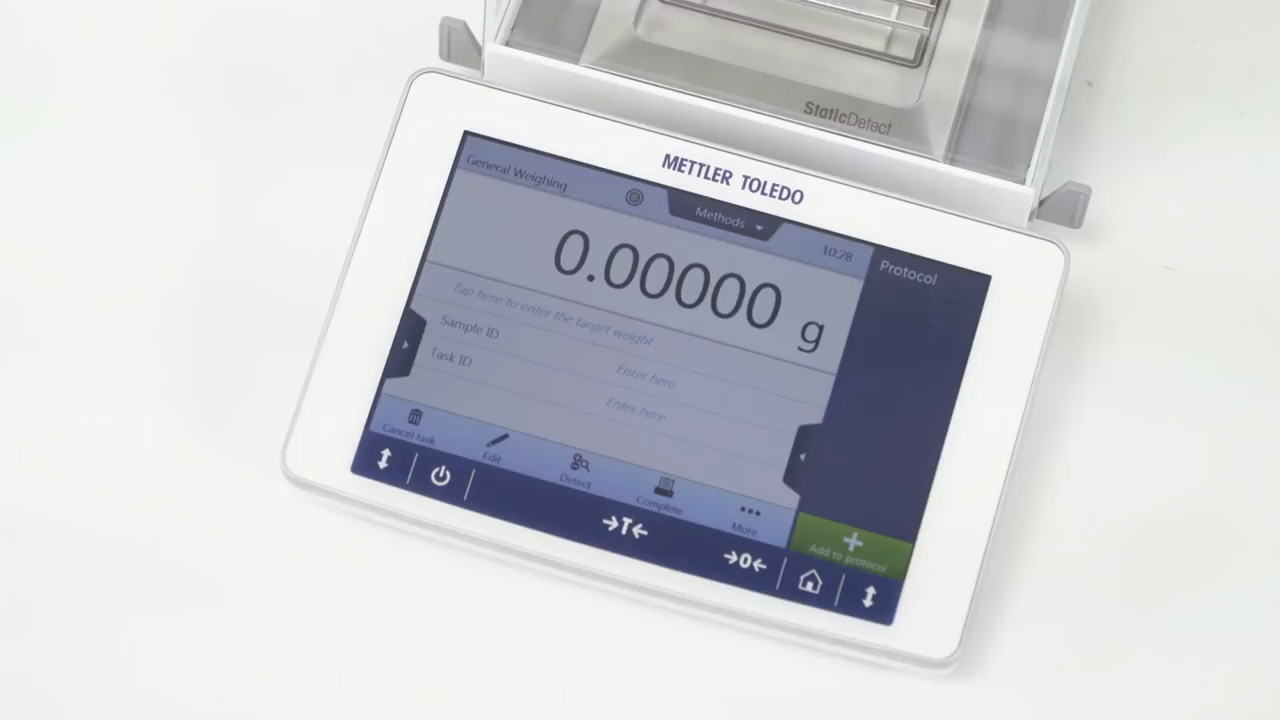 StaticDetect
METTLER TOLEDO
General Weighing
Methods
10:28
Protocol
0.00000 g
Tap here to enter the target weight
Sample ID
Enter here
Task ID
Enter here
Cancel task
Edit
Detect
Complete
More
Add to protocol
→T←
→0←